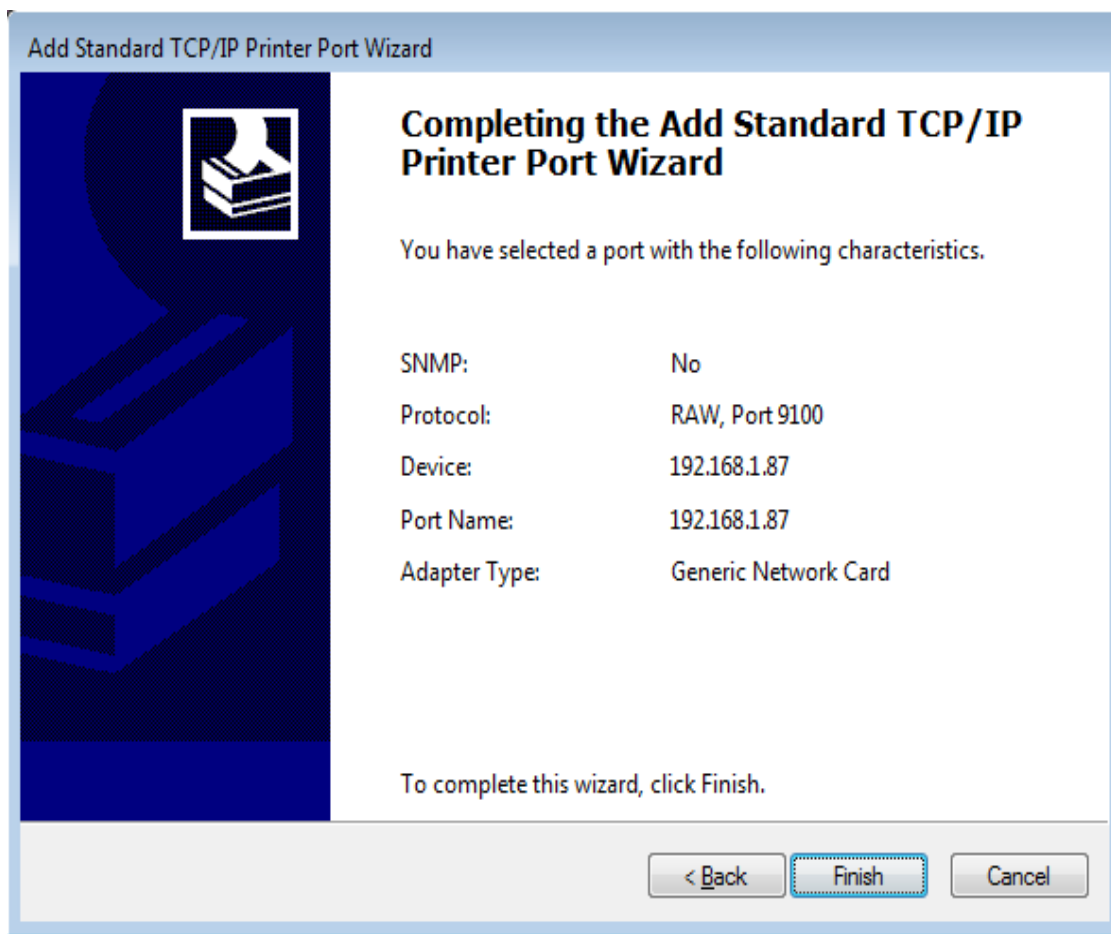 Add Standard TCP/IP Printer Port Wizard
Completing the Add Standard TCP/IP
Printer Port Wizard
You have selected a port with the following characteristics.
SNMP: No
Protocol: RAW, Port 9100
Device: 192.168.1.87
Port Name: 192.168.1.87
Adapter Type: Generic Network Card
To complete this wizard, click Finish.
< Back Finish Cancel